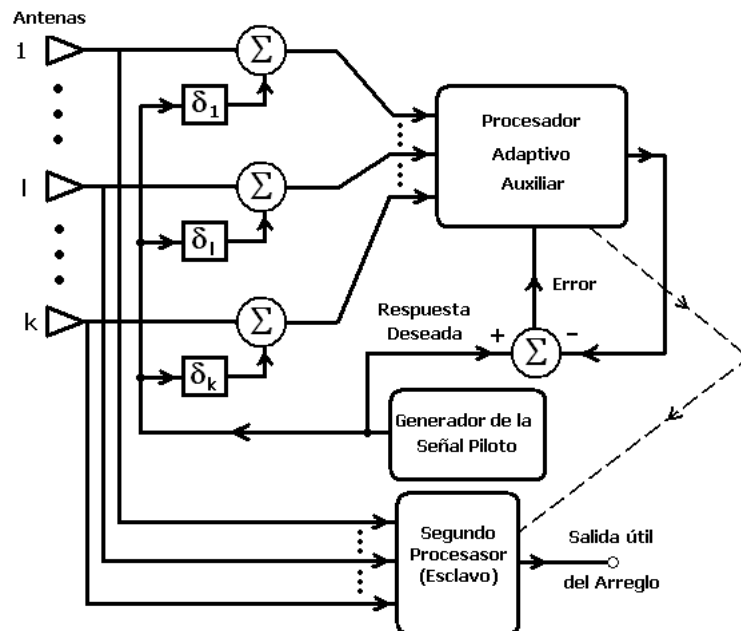 Antenas
1
Σ
δ1
Procesador
Adaptivo
Auxiliar
l
Σ
δl
k
Σ
δk
Error
Respuesta
Deseada
+
−
Σ
Generador de la
Señal Piloto
Segundo
Procesasor
(Esclavo)
Salida útil
del Arreglo